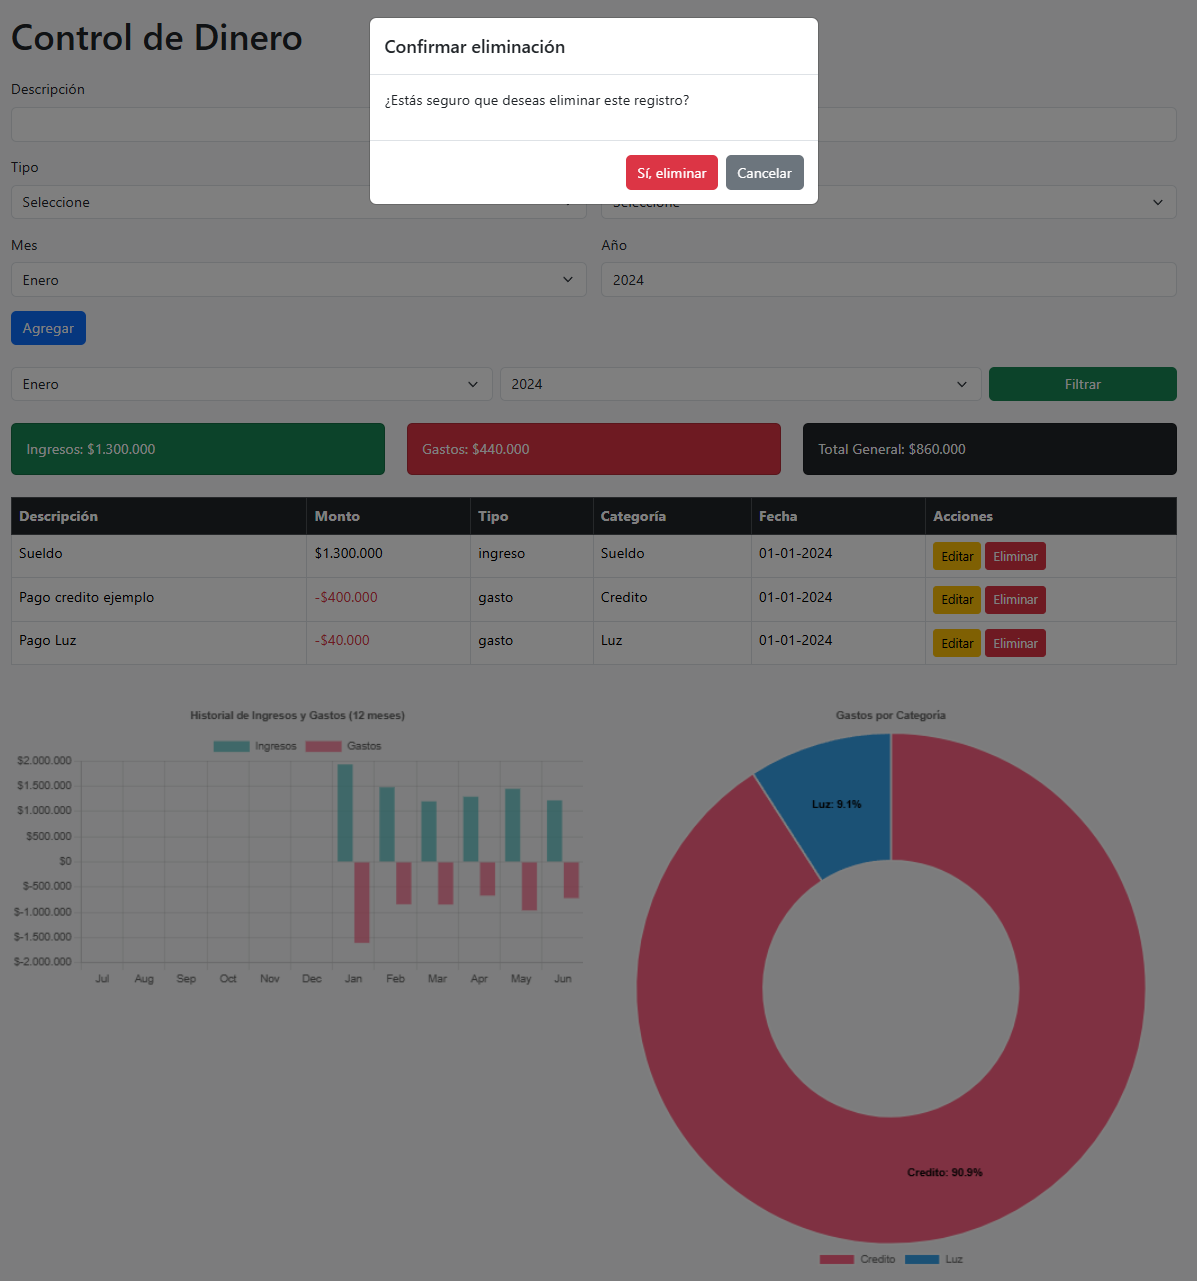 Control de Dinero
Confirmar eliminación
¿Estás seguro que deseas eliminar este registro?
Sí, eliminar Cancelar
Descripción
Tipo
Seleccione Seleccione
Mes Año
Enero 2024
Agregar
Enero 2024 Filtrar
Ingresos: $1.300.000 Gastos: $440.000 Total General: $860.000
Descripción Monto Tipo Categoría Fecha Acciones
Sueldo $1.300.000 ingreso Sueldo 01-01-2024 Editar Eliminar
Pago credito ejemplo -$400.000 gasto Credito 01-01-2024 Editar Eliminar
Pago Luz -$40.000 gasto Luz 01-01-2024 Editar Eliminar
Historial de Ingresos y Gastos (12 meses)
Ingresos Gastos
$2.000.000
$1.500.000
$1.000.000
$500.000
$0
$-500.000
$-1.000.000
$-1.500.000
$-2.000.000
Jul Aug Sep Oct Nov Dec Jan Feb Mar Apr May Jun
Gastos por Categoría
Luz: 9.1%
Credito: 90.9%
Credito Luz